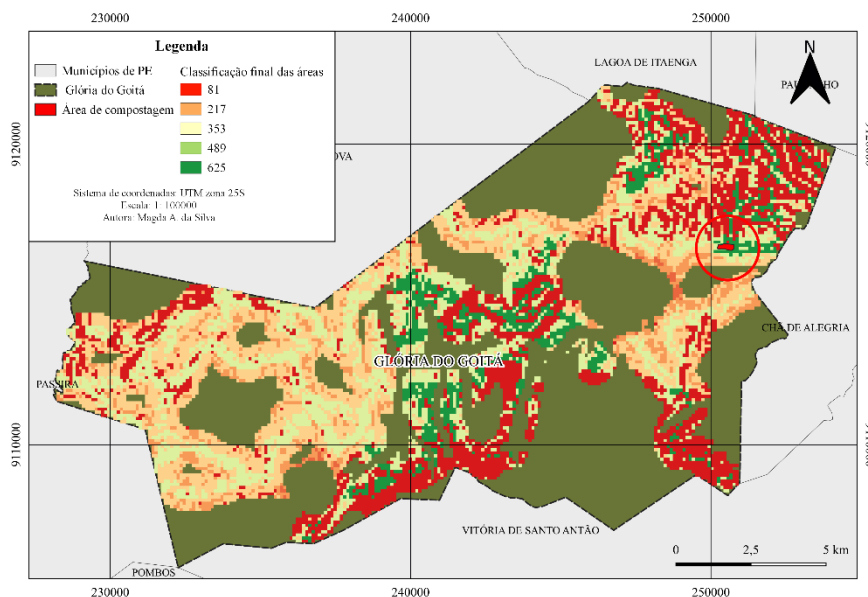 230000 240000 250000
Legenda
Municípios de PE
Glória do Goitá
Área de compostagem
Classificação final das áreas
81
217
353
489
625
Sistema de coordenadas: UTM zona 25S
Escala: 1: 100000
Autora: Magda A. da Silva
N
LAGOA DE ITAENGA
OVA
9120000
CHÃ DE ALEGRIA
GLÓRIA DO GOITÁ
9110000
VITÓRIA DE SANTO ANTÃO
POMBOS
0 2,5 5 km
230000 240000 250000